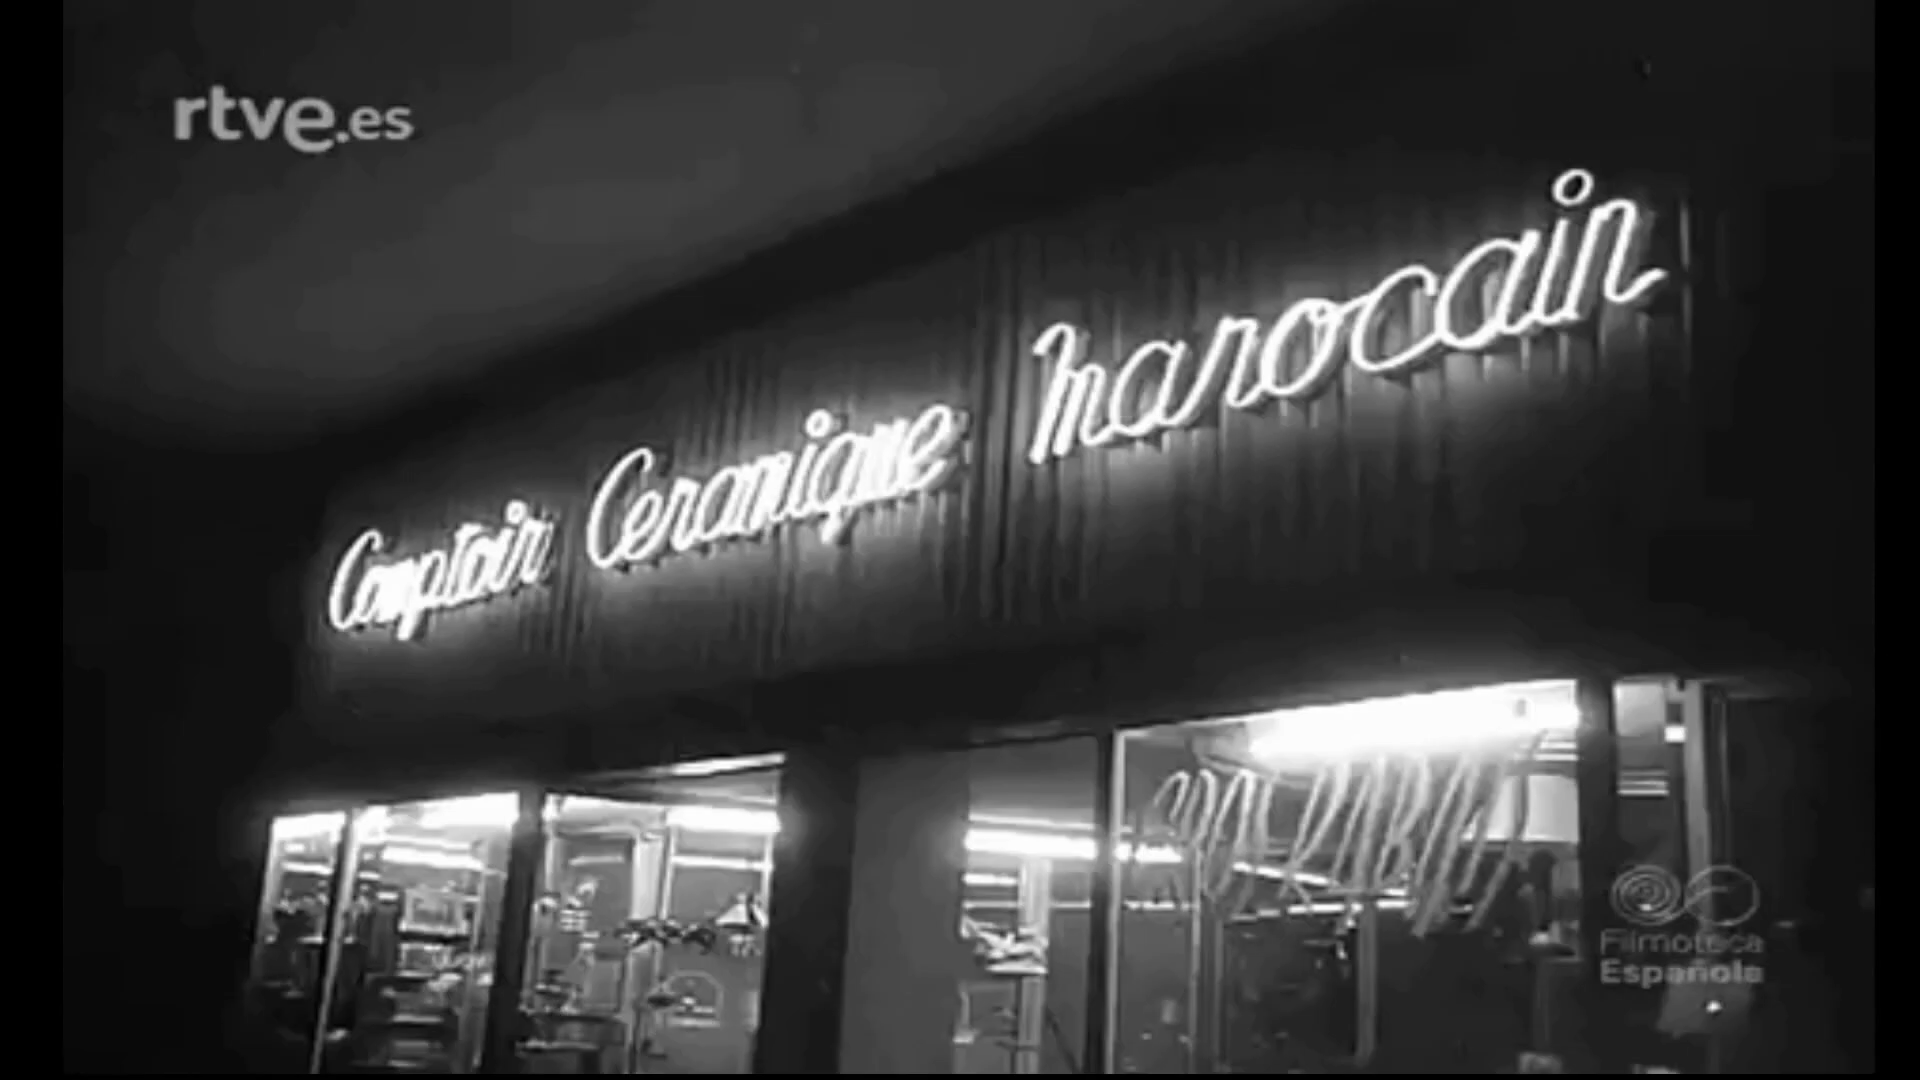 rtve.es
Comptoir Ceramique Marocain
Filmoteca
Española